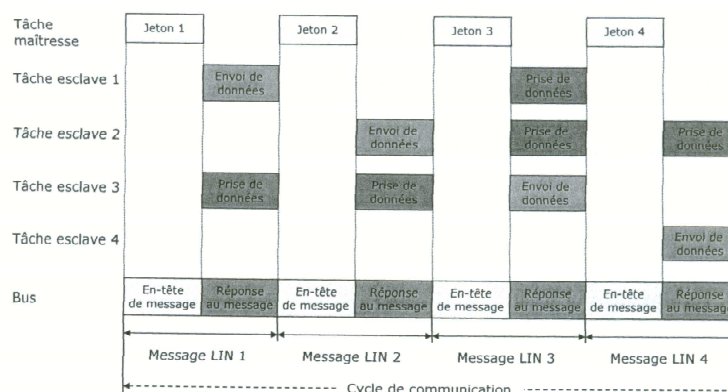 Tâche
maîtresse
Jeton 1
Jeton 2
Jeton 3
Jeton 4
Tâche esclave 1
Envoi de
données
Prise de
données
Tâche esclave 2
Envoi de
données
Prise de
données
Prise de
données
Tâche esclave 3
Prise de
données
Prise de
données
Envoi de
données
Tâche esclave 4
Envoi de
données
Bus
En-tête
de message
Réponse
au message
En-tête
de message
Réponse
au message
En-tête
de message
Réponse
au message
En-tête
de message
Réponse
au message
Message LIN 1
Message LIN 2
Message LIN 3
Message LIN 4
Cycle de communication